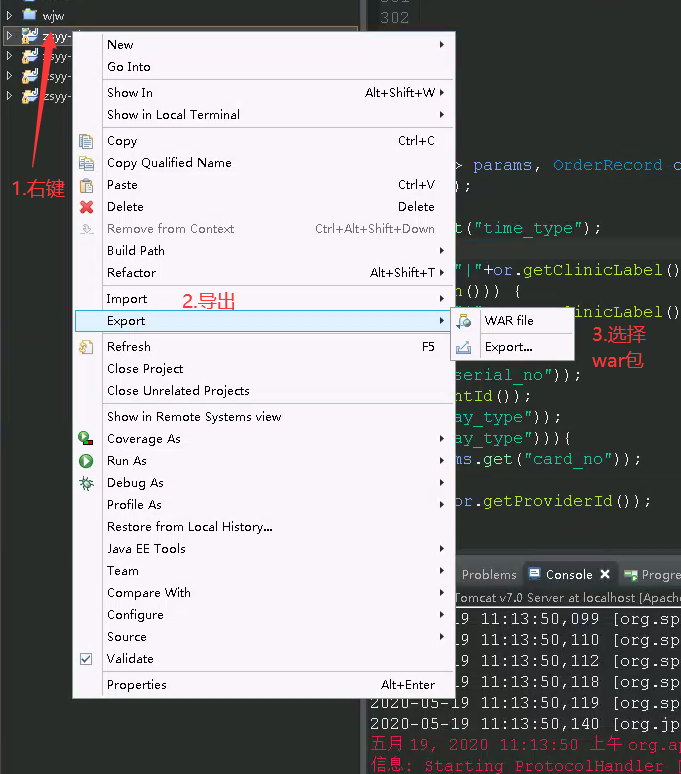 wjw
302
zsyy-
zsyy-
zsyy-
zsyy-
1.右键
New
Go Into
Show In Alt+Shift+W
Show in Local Terminal
Copy Ctrl+C
Copy Qualified Name
Paste Ctrl+V
Delete Delete
Remove from Context Ctrl+Alt+Shift+Down
Build Path
Refactor Alt+Shift+T
Import
2.导出
Export
WAR file
Export...
3.选择
war包
Refresh F5
Close Project
Close Unrelated Projects
Show in Remote Systems view
Coverage As
Run As
Debug As
Profile As
Restore from Local History...
Java EE Tools
Team
Compare With
Configure
Source
Validate
Properties Alt+Enter
> params, OrderRecord
);
t("time_type");
"|"+or.getClinicLabel()
())) {
linicLabel()
serial_no"));
ntId());
ay_type"));
ay_type"))){
ms.get("card_no"));
or.getProviderId());
Problems Console Progre
Tomcat v7.0 Server at localhost [Apache
19 11:13:50,099 [org.sp
19 11:13:50,110 [org.sp
19 11:13:50,112 [org.sp
19 11:13:50,118 [org.sp
2020-05-19 11:13:50,119 [org.sp
2020-05-19 11:13:50,140 [org.jp
五月 19, 2020 11:13:50 上午 org.ap
信息: Starting ProtocolHandler [